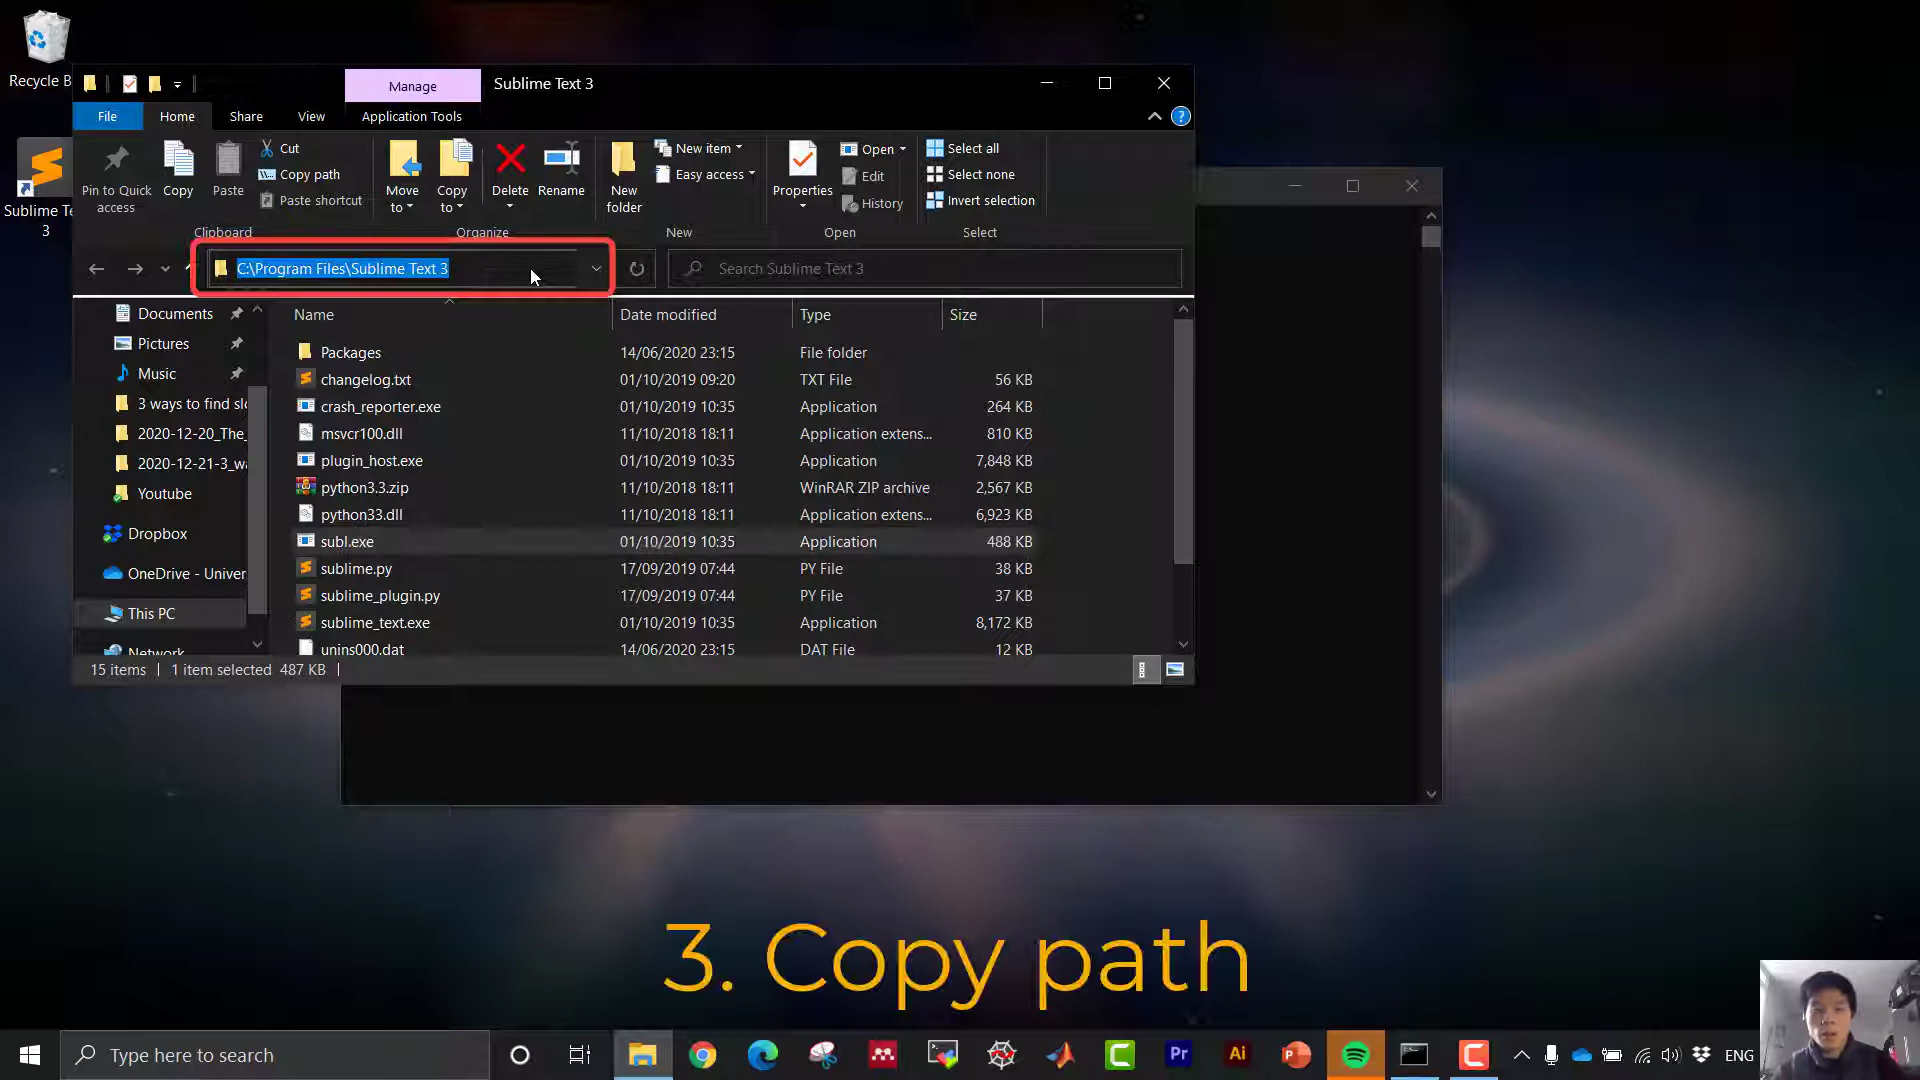 Recycle B
Sublime Te
3
Manage
Sublime Text 3
File
Home
Share
View
Application Tools
Pin to Quick
access
Copy
Paste
Cut
Copy path
Paste shortcut
Clipboard
Move
to
Copy
to
Delete
Rename
Organize
New
folder
New item
Easy access
New
Properties
Open
Edit
History
Open
Select all
Select none
Invert selection
Select
C:\Program Files\Sublime Text 3
Search Sublime Text 3
Documents
Pictures
Music
3 ways to find slo
2020-12-20_The_
2020-12-21-3_wa
Youtube
Dropbox
OneDrive - Univer
This PC
Network
Name Date modified Type Size
Packages 14/06/2020 23:15 File folder
changelog.txt 01/10/2019 09:20 TXT File 56 KB
crash_reporter.exe 01/10/2019 10:35 Application 264 KB
msvcr100.dll 11/10/2018 18:11 Application extens... 810 KB
plugin_host.exe 01/10/2019 10:35 Application 7,848 KB
python3.3.zip 11/10/2018 18:11 WinRAR ZIP archive 2,567 KB
python33.dll 11/10/2018 18:11 Application extens... 6,923 KB
subl.exe 01/10/2019 10:35 Application 488 KB
sublime.py 17/09/2019 07:44 PY File 38 KB
sublime_plugin.py 17/09/2019 07:44 PY File 37 KB
sublime_text.exe 01/10/2019 10:35 Application 8,172 KB
unins000.dat 14/06/2020 23:15 DAT File 12 KB
15 items 1 item selected 487 KB
3. Copy path
Type here to search
Pr
Ai
ENG